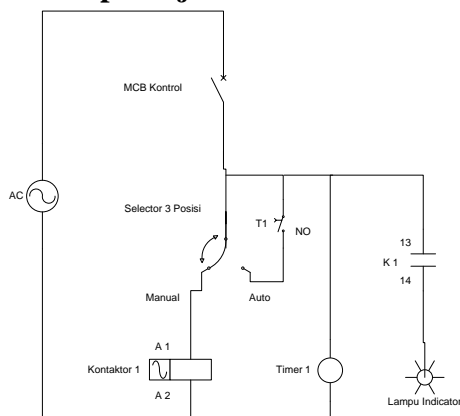 MCB Kontrol
AC
Selector 3 Posisi
T1
NO
13
K 1
14
Manual
Auto
A 1
Kontaktor 1
A 2
Timer 1
Lampu Indicator